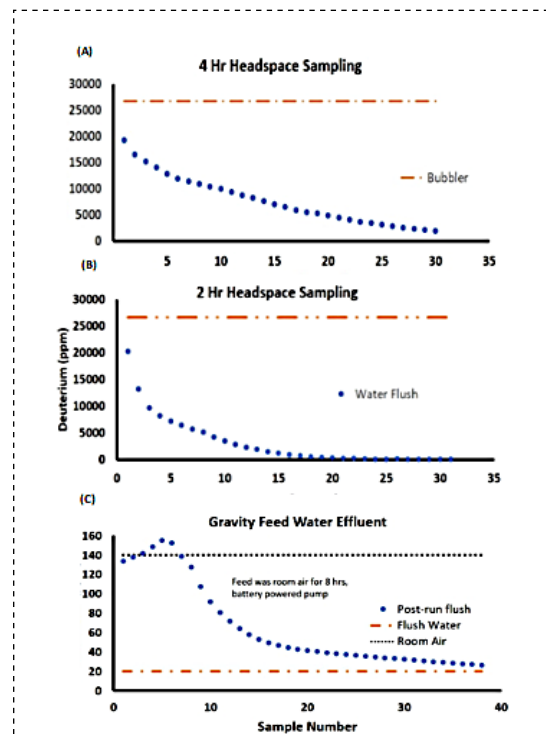 (A)
4 Hr Headspace Sampling
30000
25000
20000
15000
10000
5000
0
Bubbler
5 10 15 20 25 30 35
(B)
2 Hr Headspace Sampling
30000
25000
20000
15000
10000
5000
0
Deuterium (ppm)
Water Flush
0 5 10 15 20 25 30 35
(C)
Gravity Feed Water Effluent
160
140
120
100
80
60
40
20
0
Feed was room air for 8 hrs,
battery powered pump
Post-run flush
Flush Water
Room Air
0 10 20 30 40
Sample Number